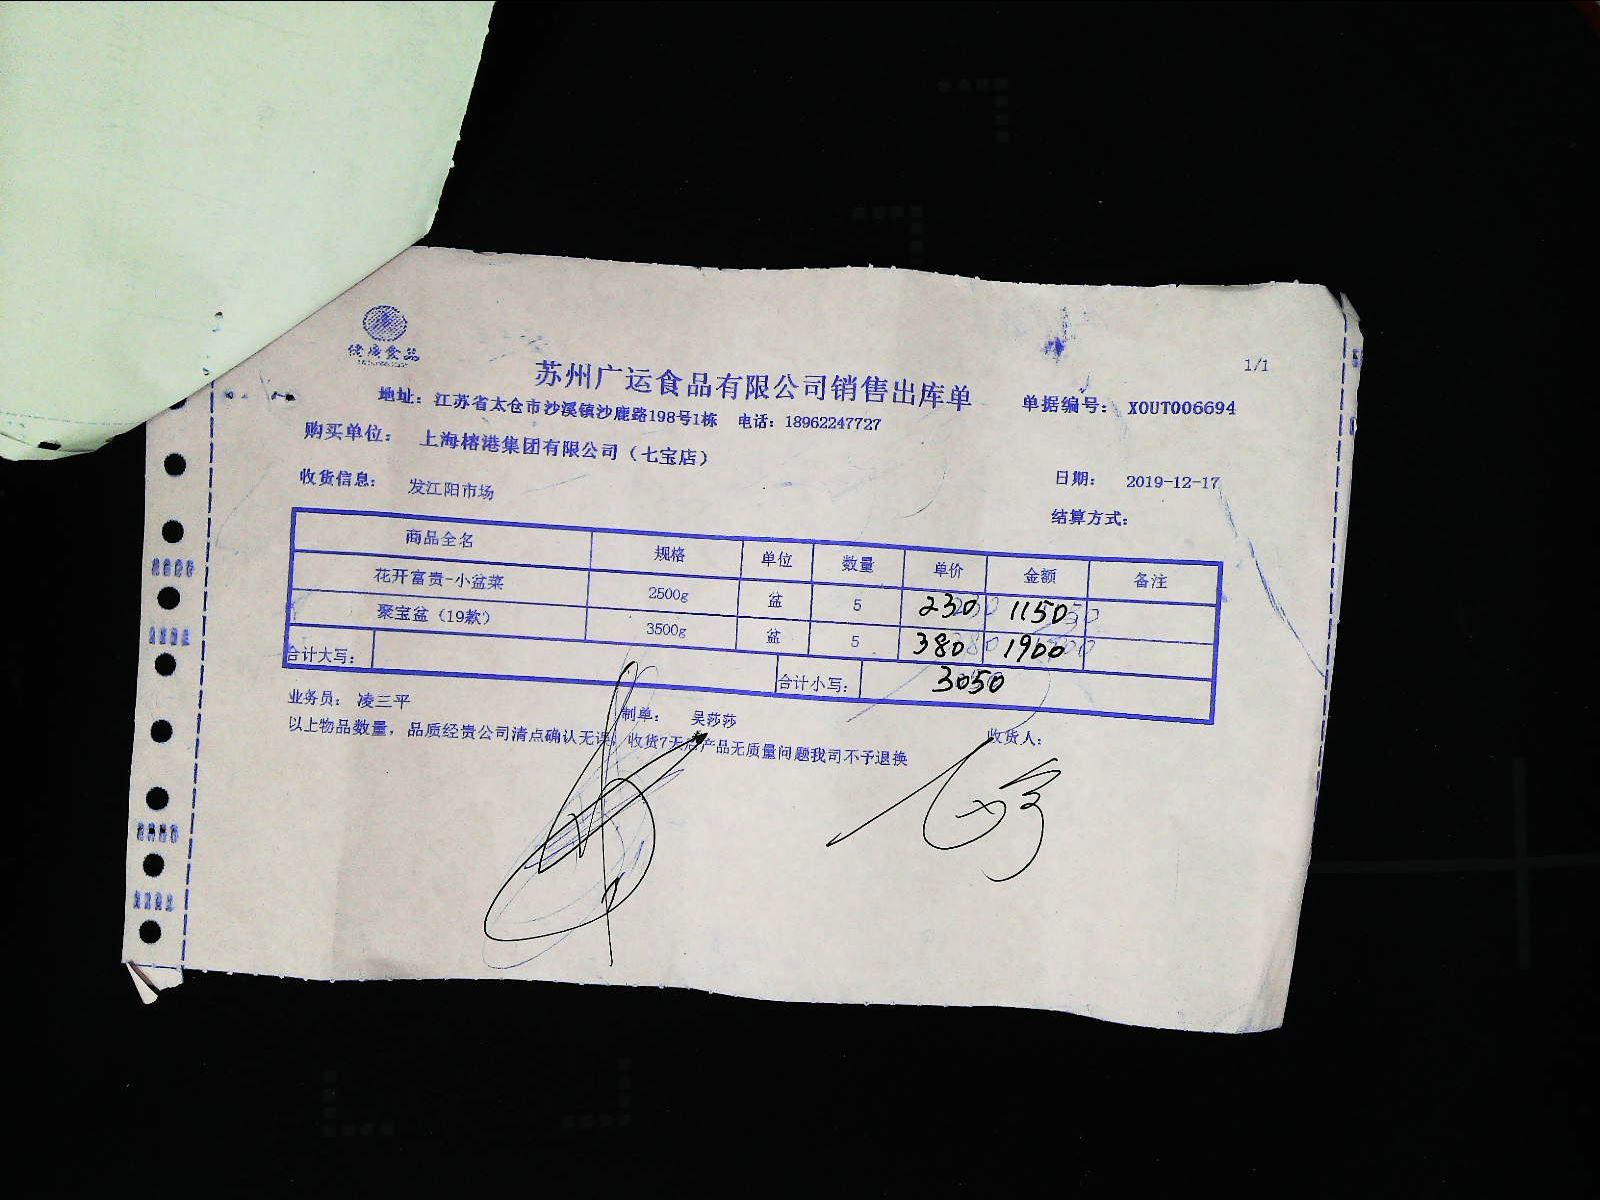 1/1
苏州广运食品有限公司销售出库单
地址：江苏省太仓市沙溪镇沙鹿路198号1栋 电话：18962247727 单据编号：XOUT006694
购买单位： 上海榕港集团有限公司（七宝店）
收货信息： 发江阳市场 日期： 2019-12-17
结算方式：
商品全名 规格 单位 数量 单价 金额 备注
花开富贵-小盆菜 2500g 盆 5 230 1150
聚宝盆（19款） 3500g 盆 5 380 1900
合计大写： 合计小写： 3050
业务员： 凌三平 制单： 吴莎莎 收货人：
以上物品数量，品质经贵公司清点确认无误，收货7天后产品无质量问题我司不予退换